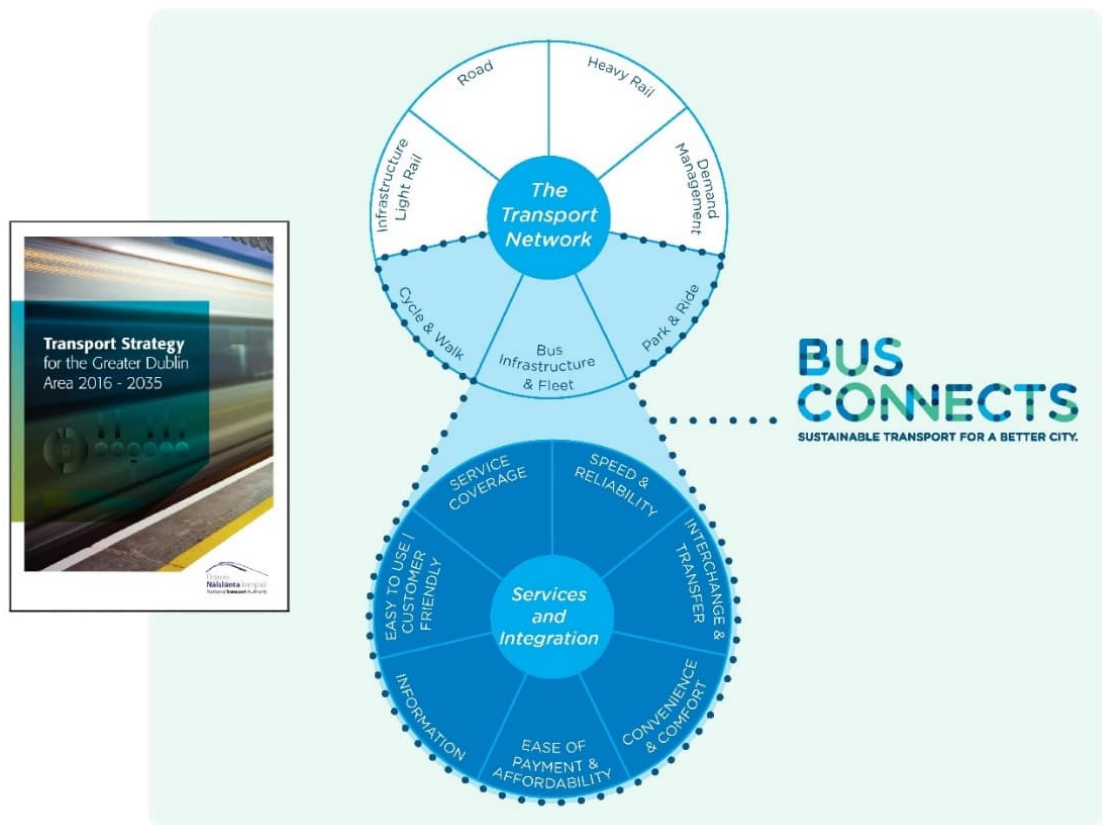 Transport Strategy
for the Greater Dublin
Area 2016 - 2035
Údarás
Náisiúnta Iompair
National Transport Authority
Road
Heavy Rail
Infrastructure
Light Rail
Demand
Management
The
Transport
Network
Cycle & Walk
Bus
Infrastructure
& Fleet
Park & Ride
BUS
CONNECTS
SUSTAINABLE TRANSPORT FOR A BETTER CITY.
SERVICE
COVERAGE
SPEED &
RELIABILITY
EASY TO USE |
CUSTOMER
FRIENDLY
INTERCHANGE &
TRANSFER
Services
and
Integration
INFORMATION
EASE OF
PAYMENT &
AFFORDABILITY
CONVENIENCE
& COMFORT